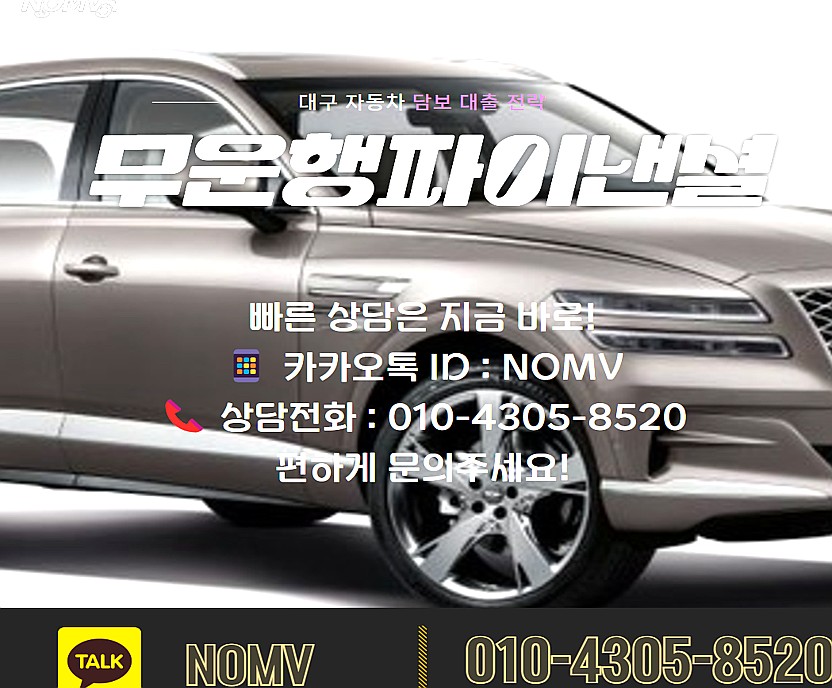 NOMV
대구 자동차 담보 대출 전략
무운행파이낸셜
빠른 상담은 지금 바로!
카카오톡 ID : NOMV
상담전화 : 010-4305-8520
편하게 문의주세요!
TALK
NOMV
010-4305-8520